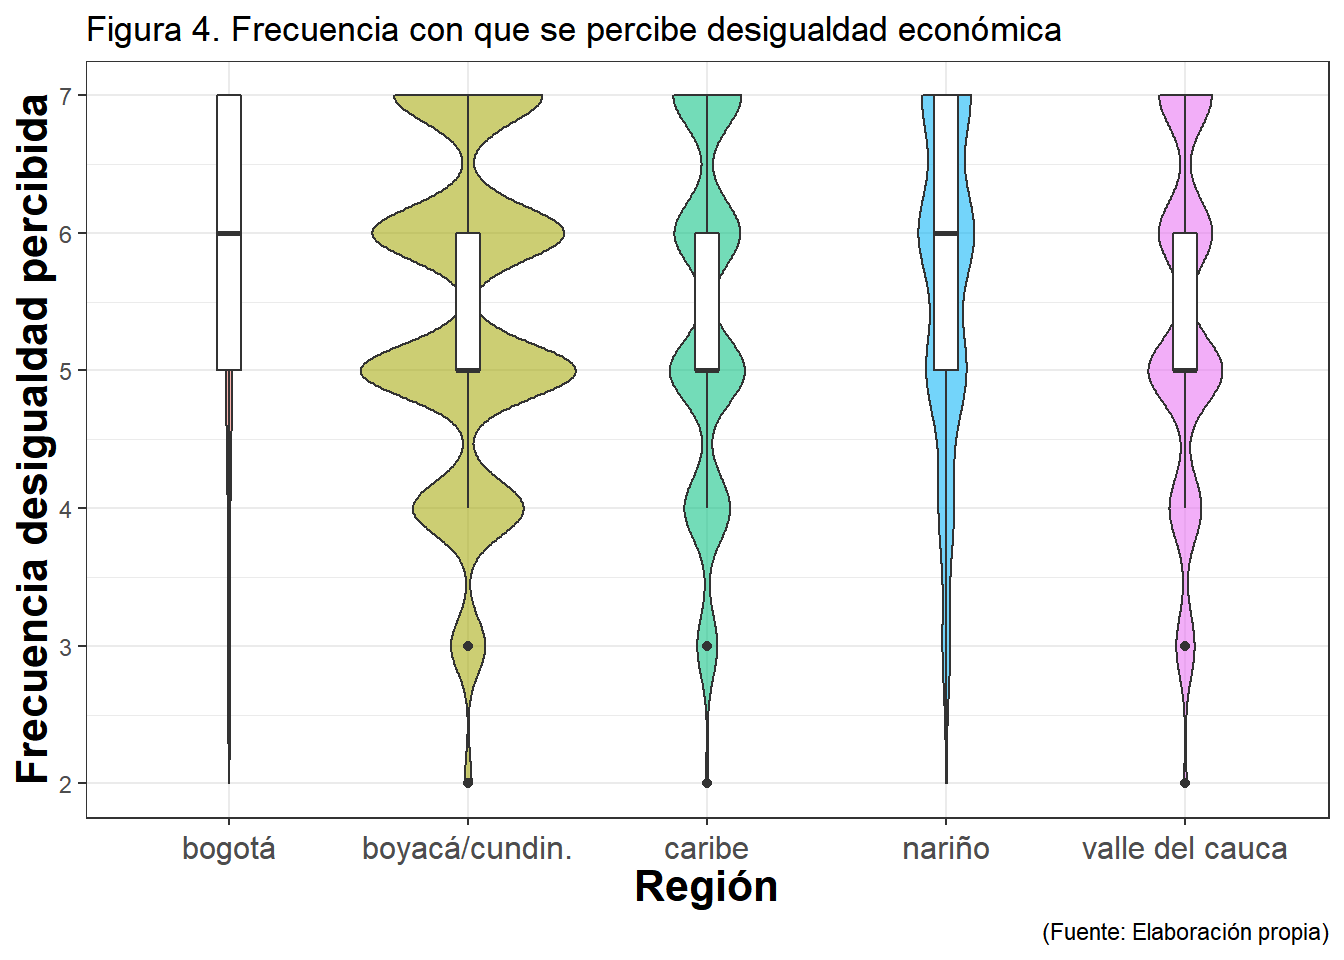 Figura 4. Frecuencia con que se percibe desigualdad económica
Frecuencia desigualdad percibida
7
6
5
4
3
2
bogotá
boyacá/cundin.
caribe
nariño
valle del cauca
Región
(Fuente: Elaboración propia)